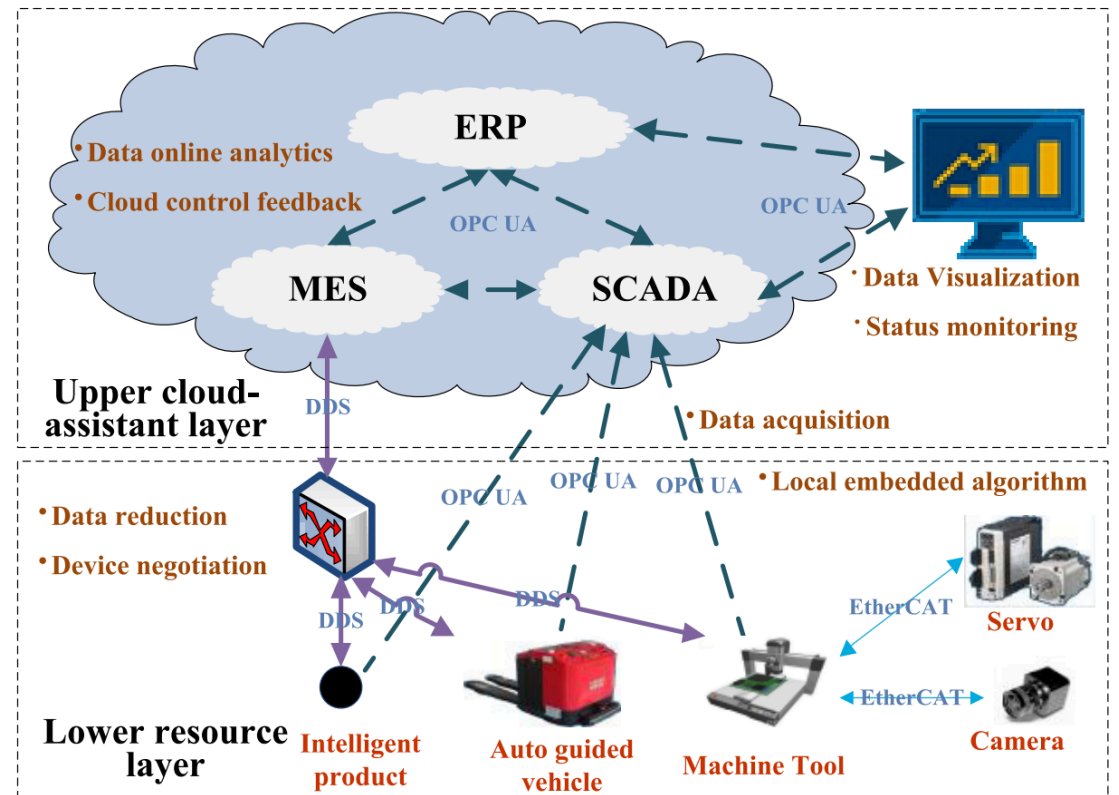 ERP
• Data online analytics
• Cloud control feedback
OPC UA
OPC UA
MES
SCADA
• Data Visualization
• Status monitoring
Upper cloud-
assistant layer
DDS
• Data acquisition
• Local embedded algorithm
OPC UA
OPC UA
OPC UA
• Data reduction
• Device negotiation
DDS
DDS
DDS
EtherCAT
Servo
EtherCAT
Lower resource
layer
Intelligent
product
Auto guided
vehicle
Machine Tool
Camera